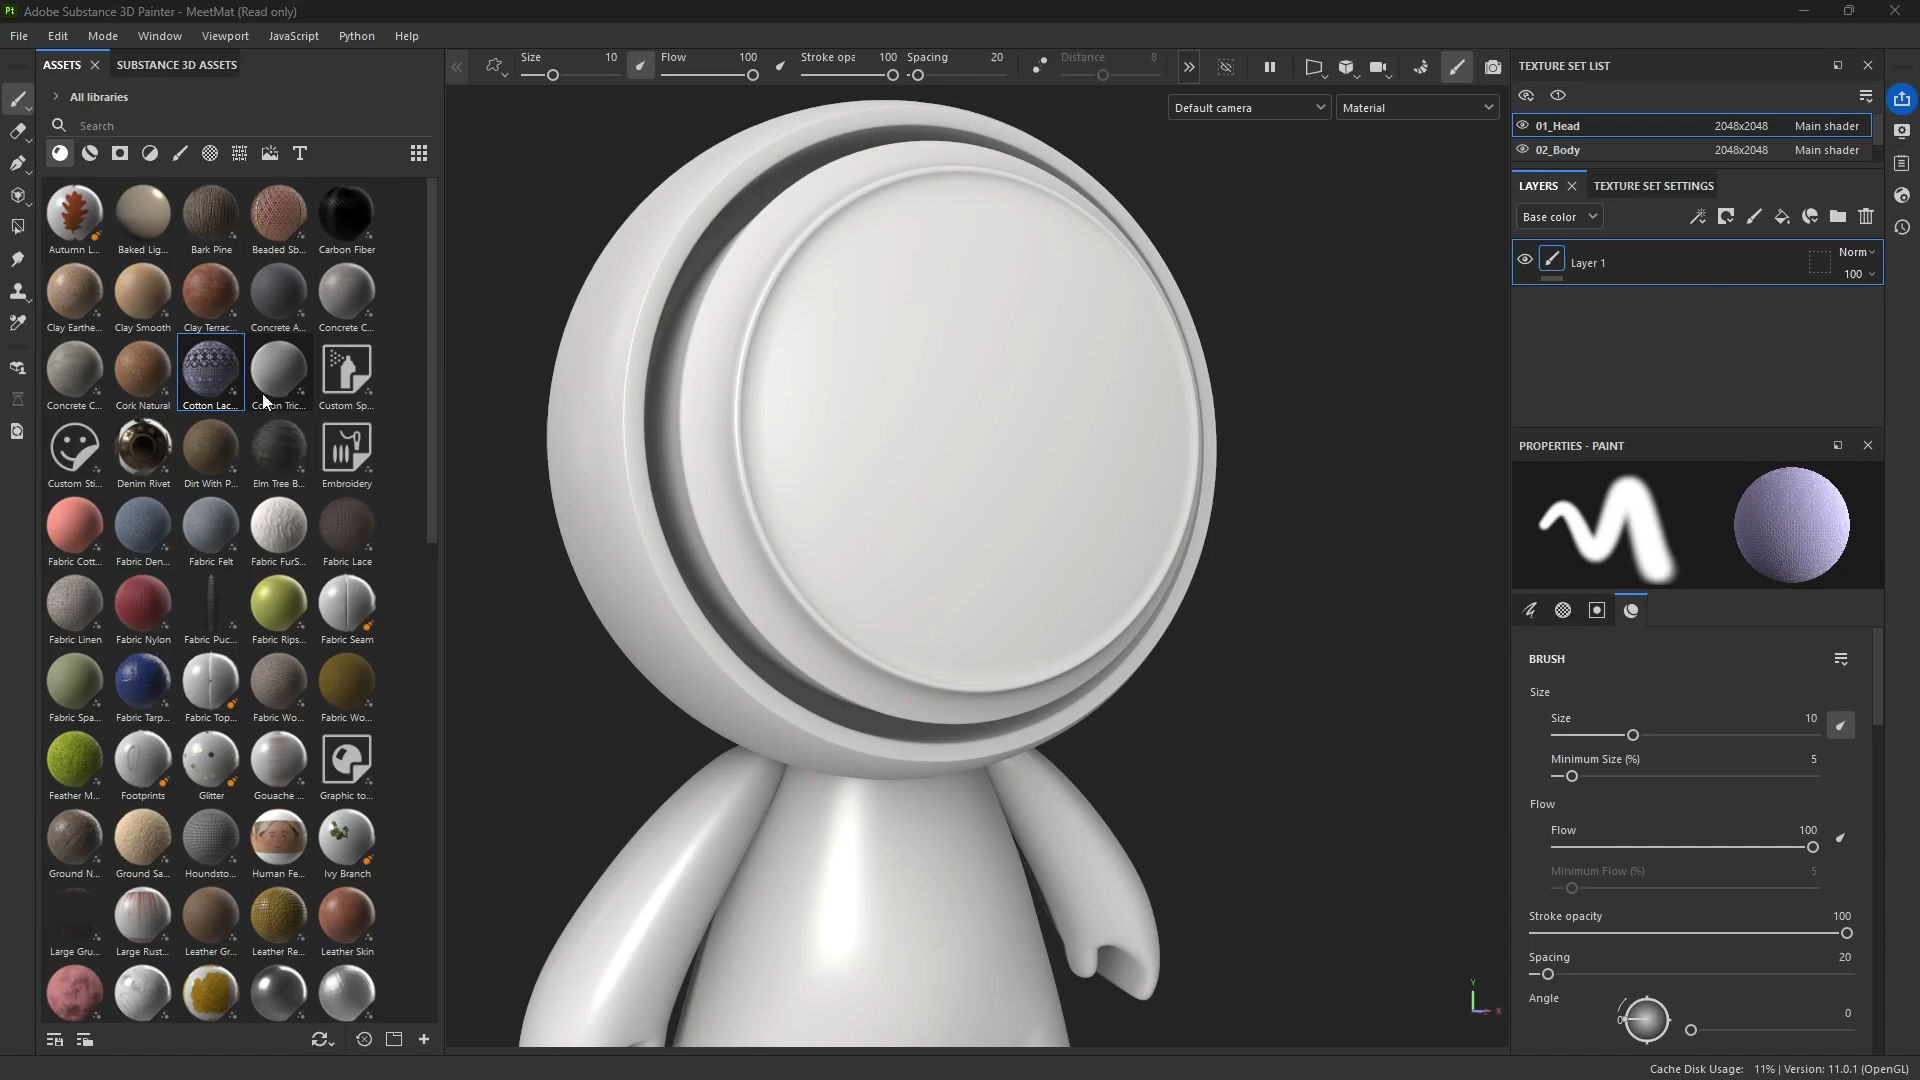 Pt Adobe Substance 3D Painter - MeetMat (Read only)
File Edit Mode Window Viewport JavaScript Python Help
ASSETS SUBSTANCE 3D ASSETS
Size 10 Flow 100 Stroke opa 100 Spacing 20 Distance 8
All libraries
Search
Default camera Material
Autumn L... Baked Lig... Bark Pine Beaded Sb... Carbon Fiber
Clay Earthe... Clay Smooth Clay Terrac... Concrete A... Concrete C...
Concrete C... Cork Natural Cotton Lac... Cotton Tric... Custom Sp...
Custom Sti... Denim Rivet Dirt With P... Elm Tree B... Embroidery
Fabric Cott... Fabric Den... Fabric Felt Fabric FurS... Fabric Lace
Fabric Linen Fabric Nylon Fabric Puc... Fabric Rips... Fabric Seam
Fabric Spa... Fabric Tarp... Fabric Top... Fabric Wo... Fabric Wo...
Feather M... Footprints Glitter Gouache ... Graphic to...
Ground N... Ground Sa... Houndsto... Human Fe... Ivy Branch
Large Gru... Large Rust... Leather Gr... Leather Re... Leather Skin
Y
X
TEXTURE SET LIST
01_Head 2048x2048 Main shader
02_Body 2048x2048 Main shader
LAYERS TEXTURE SET SETTINGS
Base color
Layer 1 Norm
100
PROPERTIES - PAINT
BRUSH
Size
Size 10
Minimum Size (%) 5
Flow
Flow 100
Minimum Flow (%) 5
Stroke opacity 100
Spacing 20
Angle
0 0
Cache Disk Usage: 11% | Version: 11.0.1 (OpenGL)